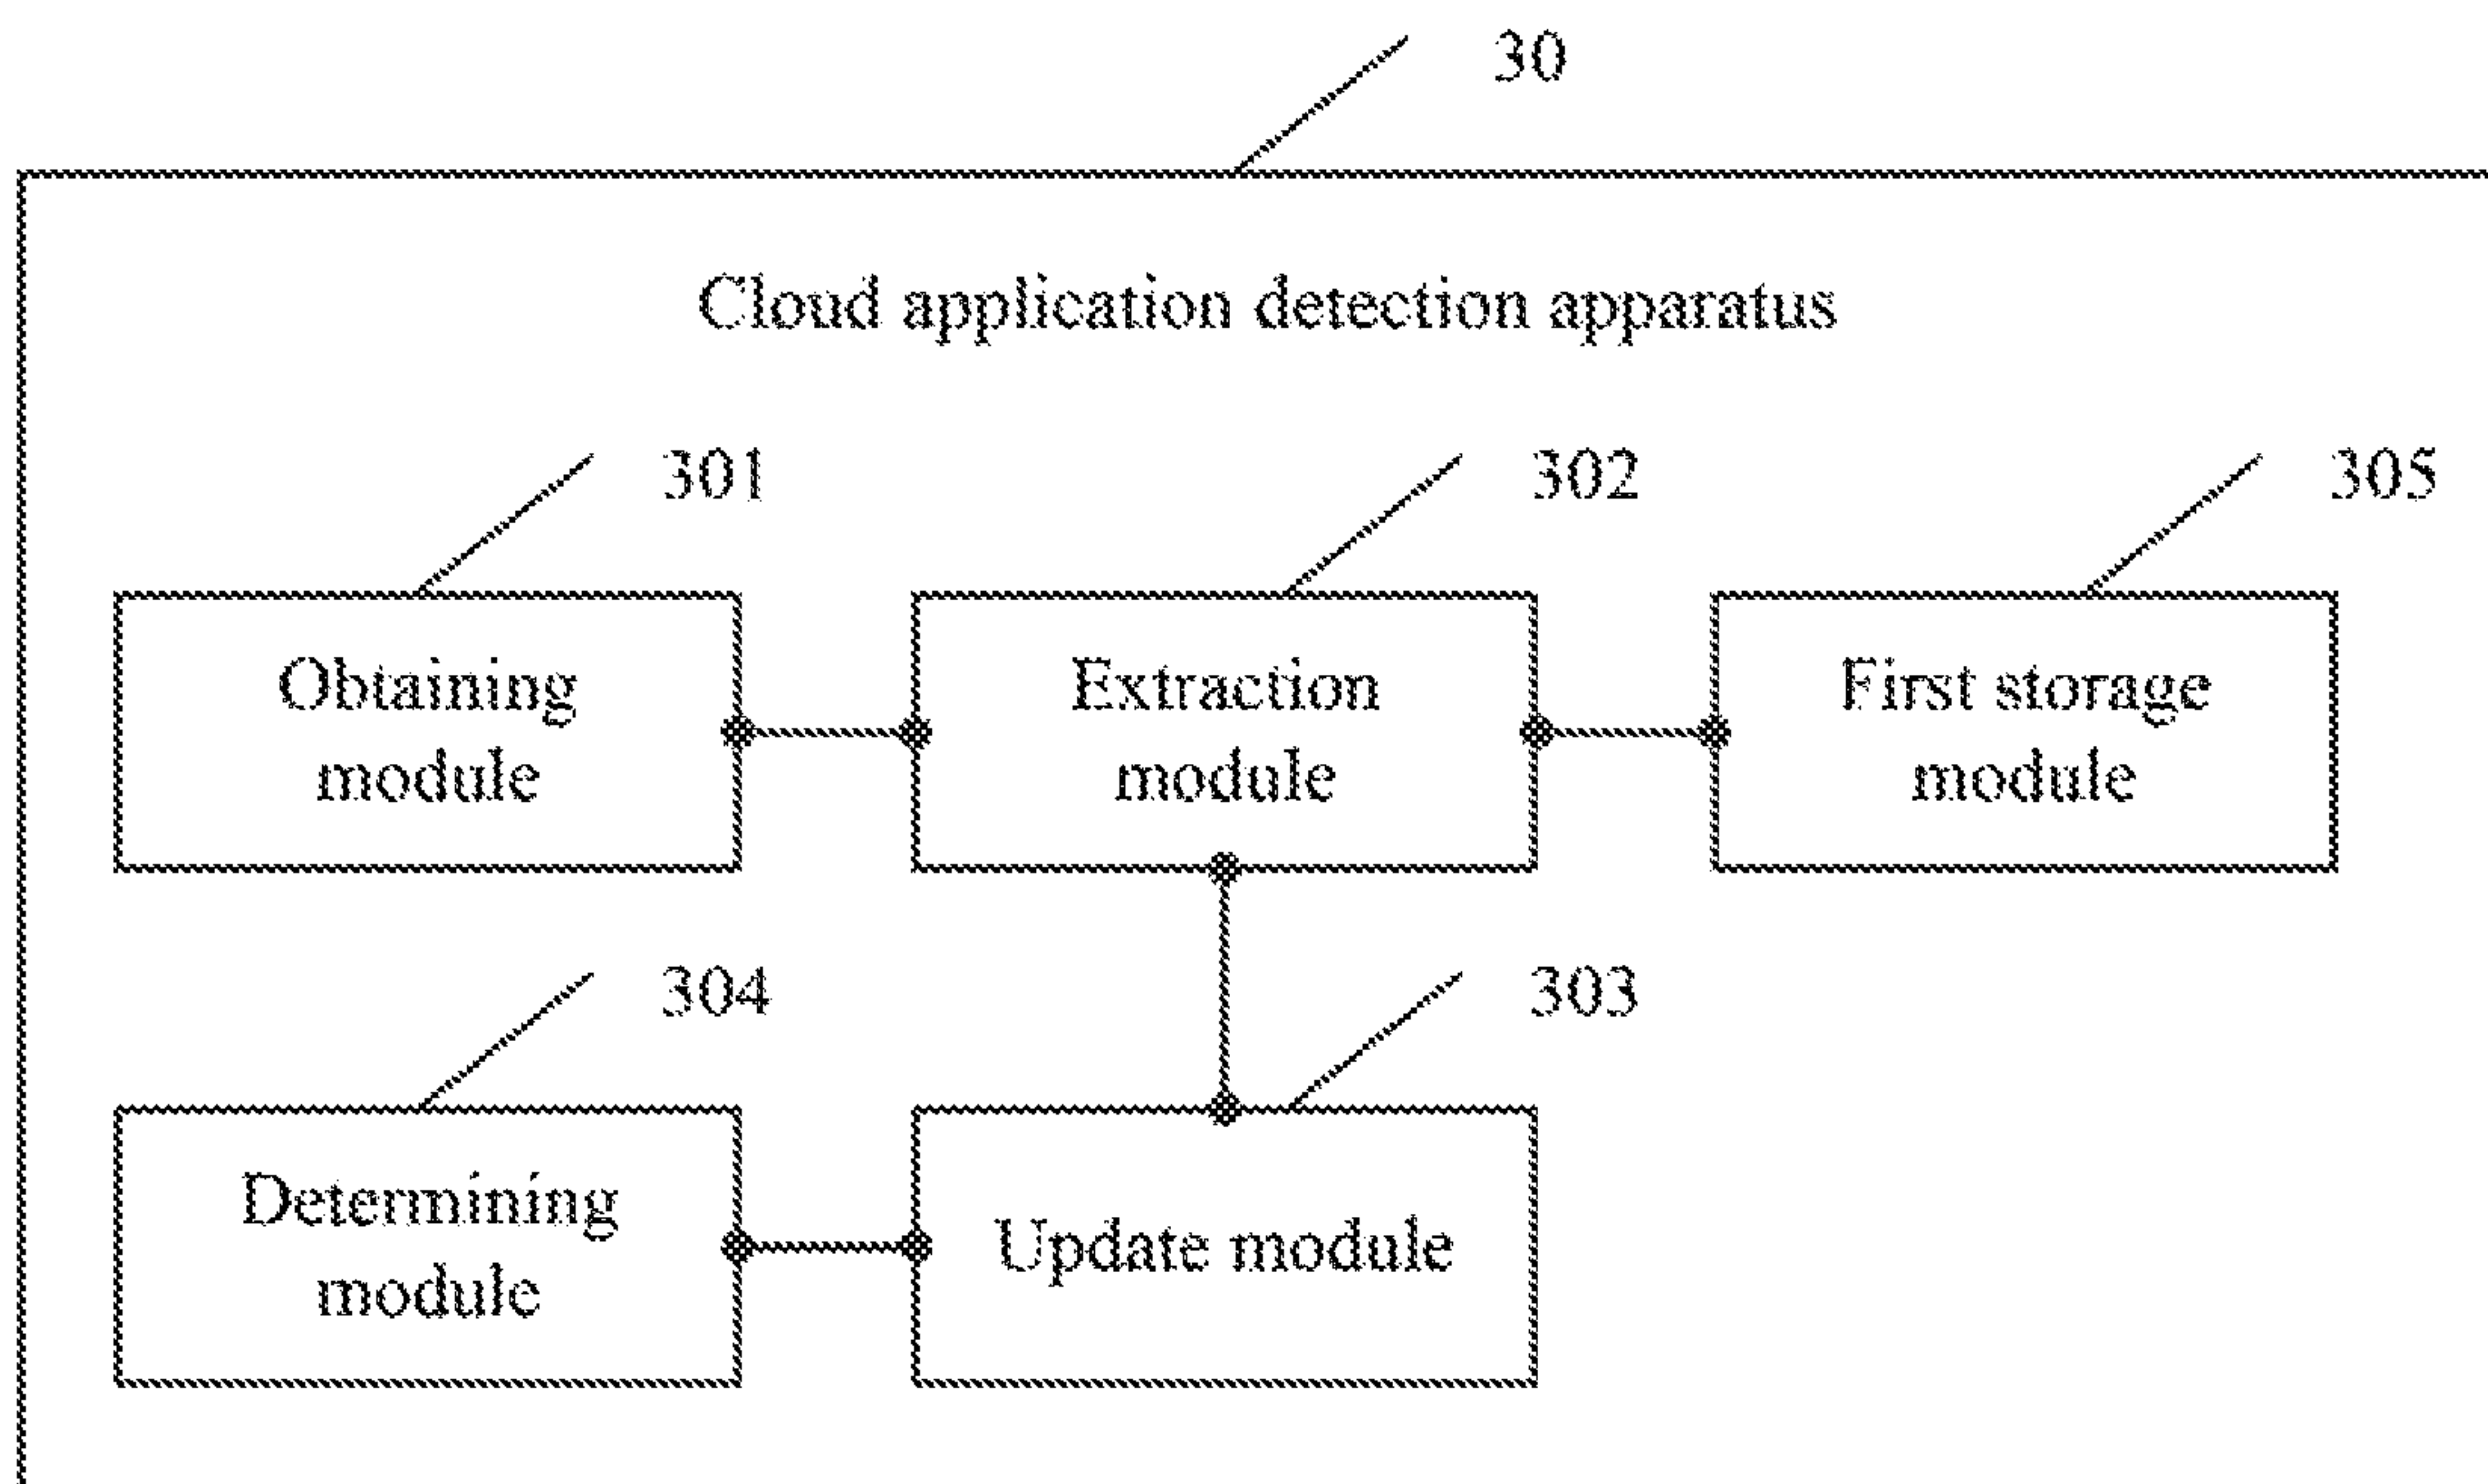 30
Cloud application detection apparatus
301
302
305
Obtaining
module
Extraction
module
First storage
module
304
303
Determining
module
Update module